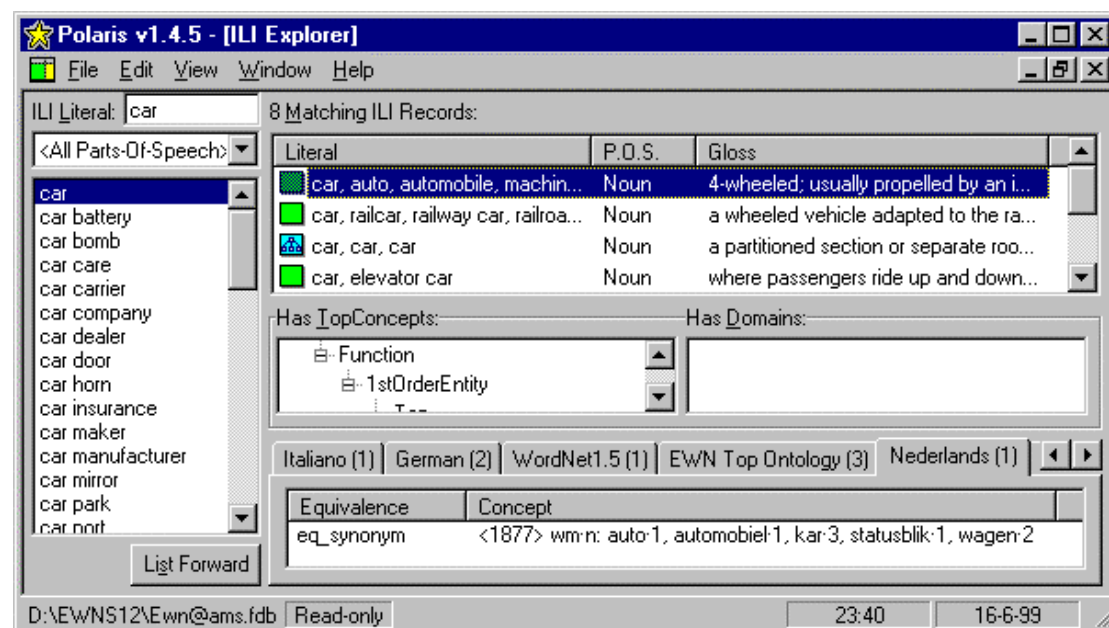 Polaris v1.4.5 - [ILI Explorer]
File Edit View Window Help
ILI Literal: car
8 Matching ILI Records:
<All Parts-Of-Speech>
car
car battery
car bomb
car care
car carrier
car company
car dealer
car door
car horn
car insurance
car maker
car manufacturer
car mirror
car park
car port
List Forward
Literal P.O.S. Gloss
car, auto, automobile, machin... Noun 4-wheeled; usually propelled by an i...
car, railcar, railway car, railroa... Noun a wheeled vehicle adapted to the ra...
car, car, car Noun a partitioned section or separate roo...
car, elevator car Noun where passengers ride up and down...
Has TopConcepts: Has Domains:
Function
1stOrderEntity
Italiano (1) German (2) WordNet1.5 (1) EWN Top Ontology (3) Nederlands (1)
Equivalence Concept
eq_synonym <1877> wm·n: auto·1, automobiel·1, kar·3, statusblik·1, wagen·2
D:\EWNS12\Ewn@ams.fdb Read-only 23:40 16-6-99